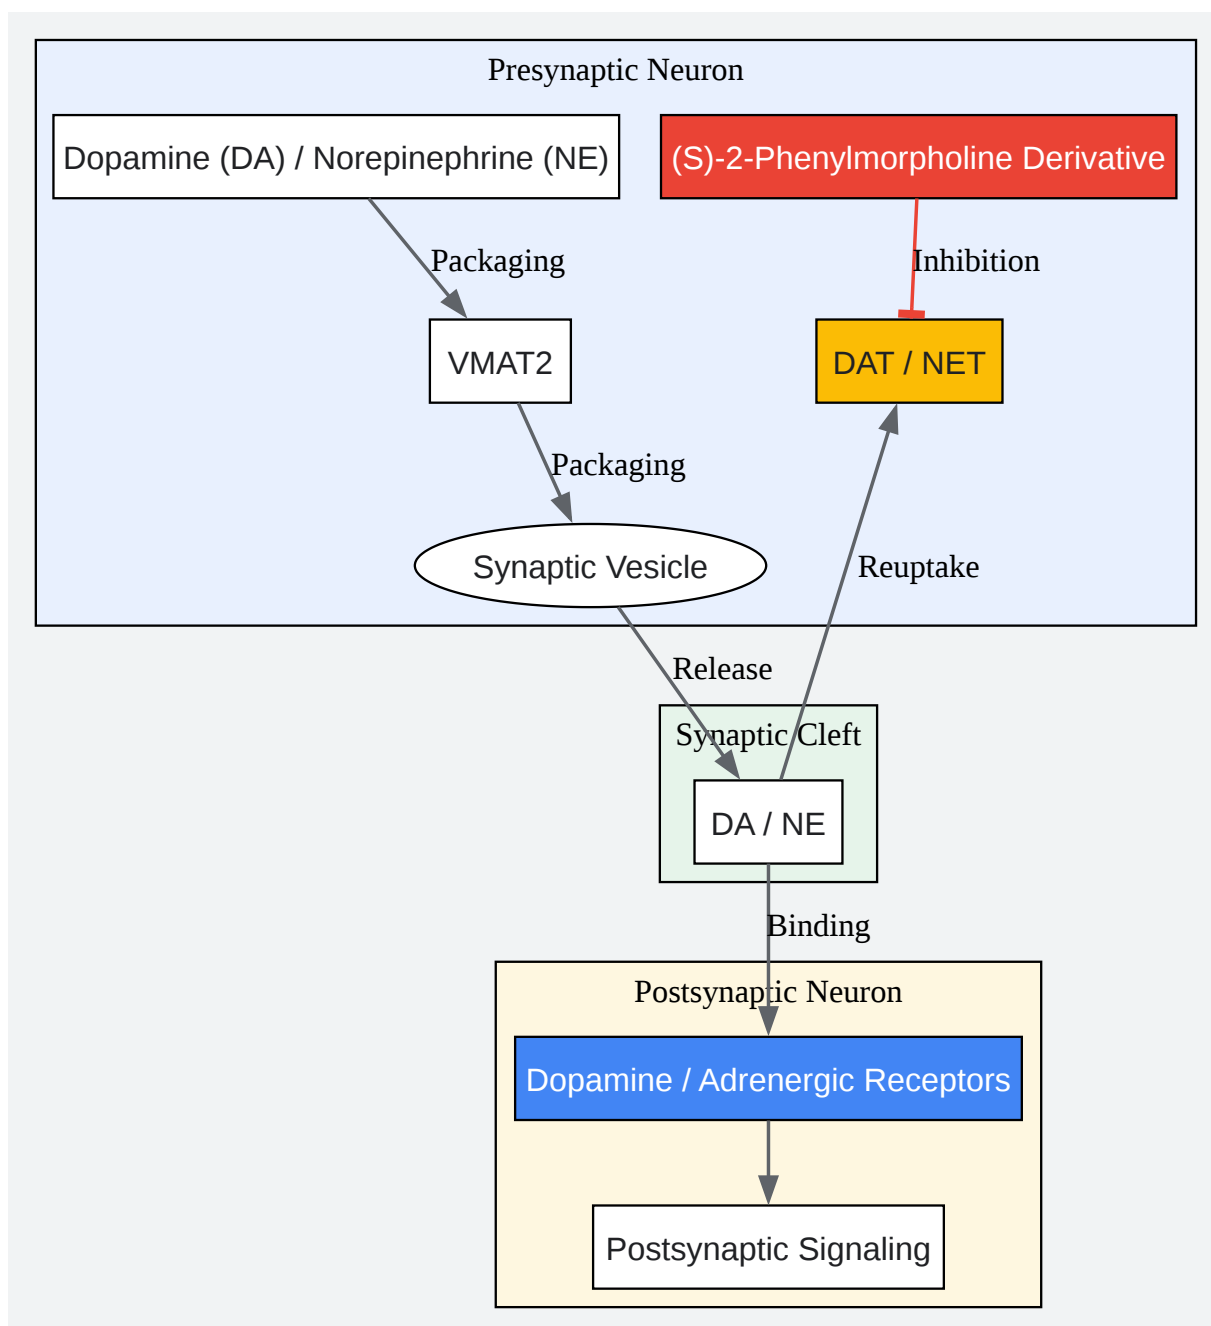 Presynaptic Neuron
Dopamine (DA) / Norepinephrine (NE)
(S)-2-Phenylmorpholine Derivative
Packaging
Inhibition
VMAT2
DAT / NET
Packaging
Synaptic Vesicle
Reuptake
Release
Synaptic Cleft
DA / NE
Binding
Postsynaptic Neuron
Dopamine / Adrenergic Receptors
Postsynaptic Signaling